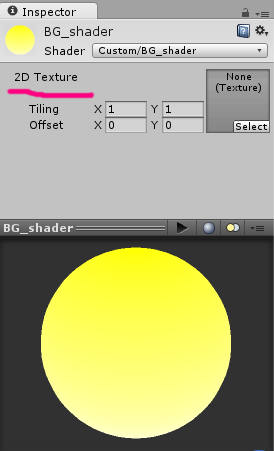 Inspector
BG_shader
Shader Custom/BG_shader
2D Texture
None
(Texture)
Tiling X 1 Y 1
Offset X 0 Y 0
Select
BG_shader